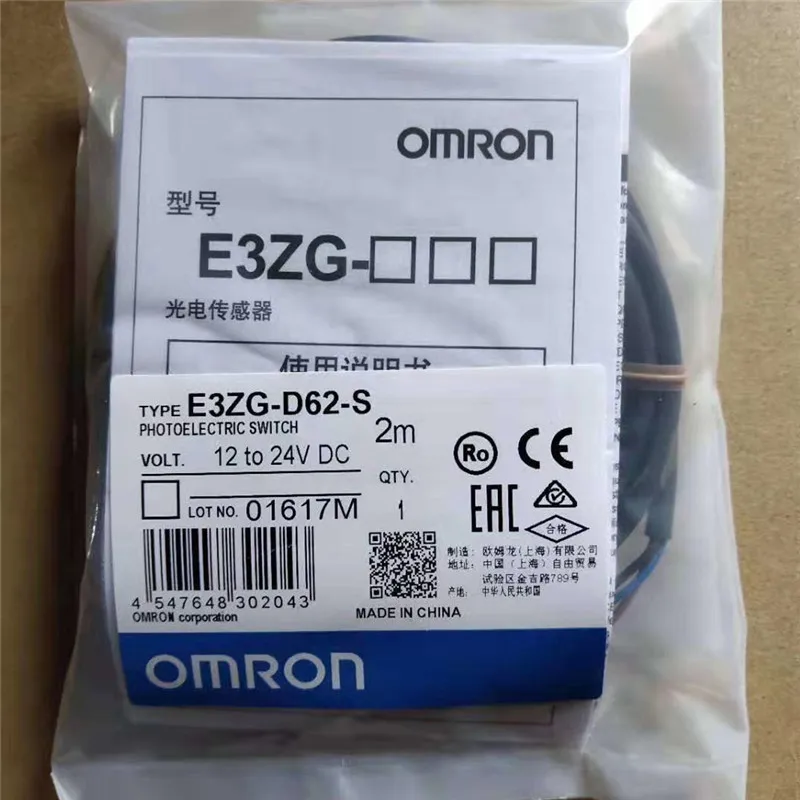 OMRON
型号
E3ZG-□□□
光电传感器
使用说明书
TYPE E3ZG-D62-S
PHOTOELECTRIC SWITCH
2m
VOLT. 12 to 24V DC
QTY.
LOT NO. 01617M
1
Ro
CE
EAC
合格
制造: 欧姆龙(上海)有限公司
地址: 中国(上海)自由贸易
试验区金吉路789号
产地: 中华人民共和国
4 547648 302043
OMRON corporation
MADE IN CHINA
OMRON